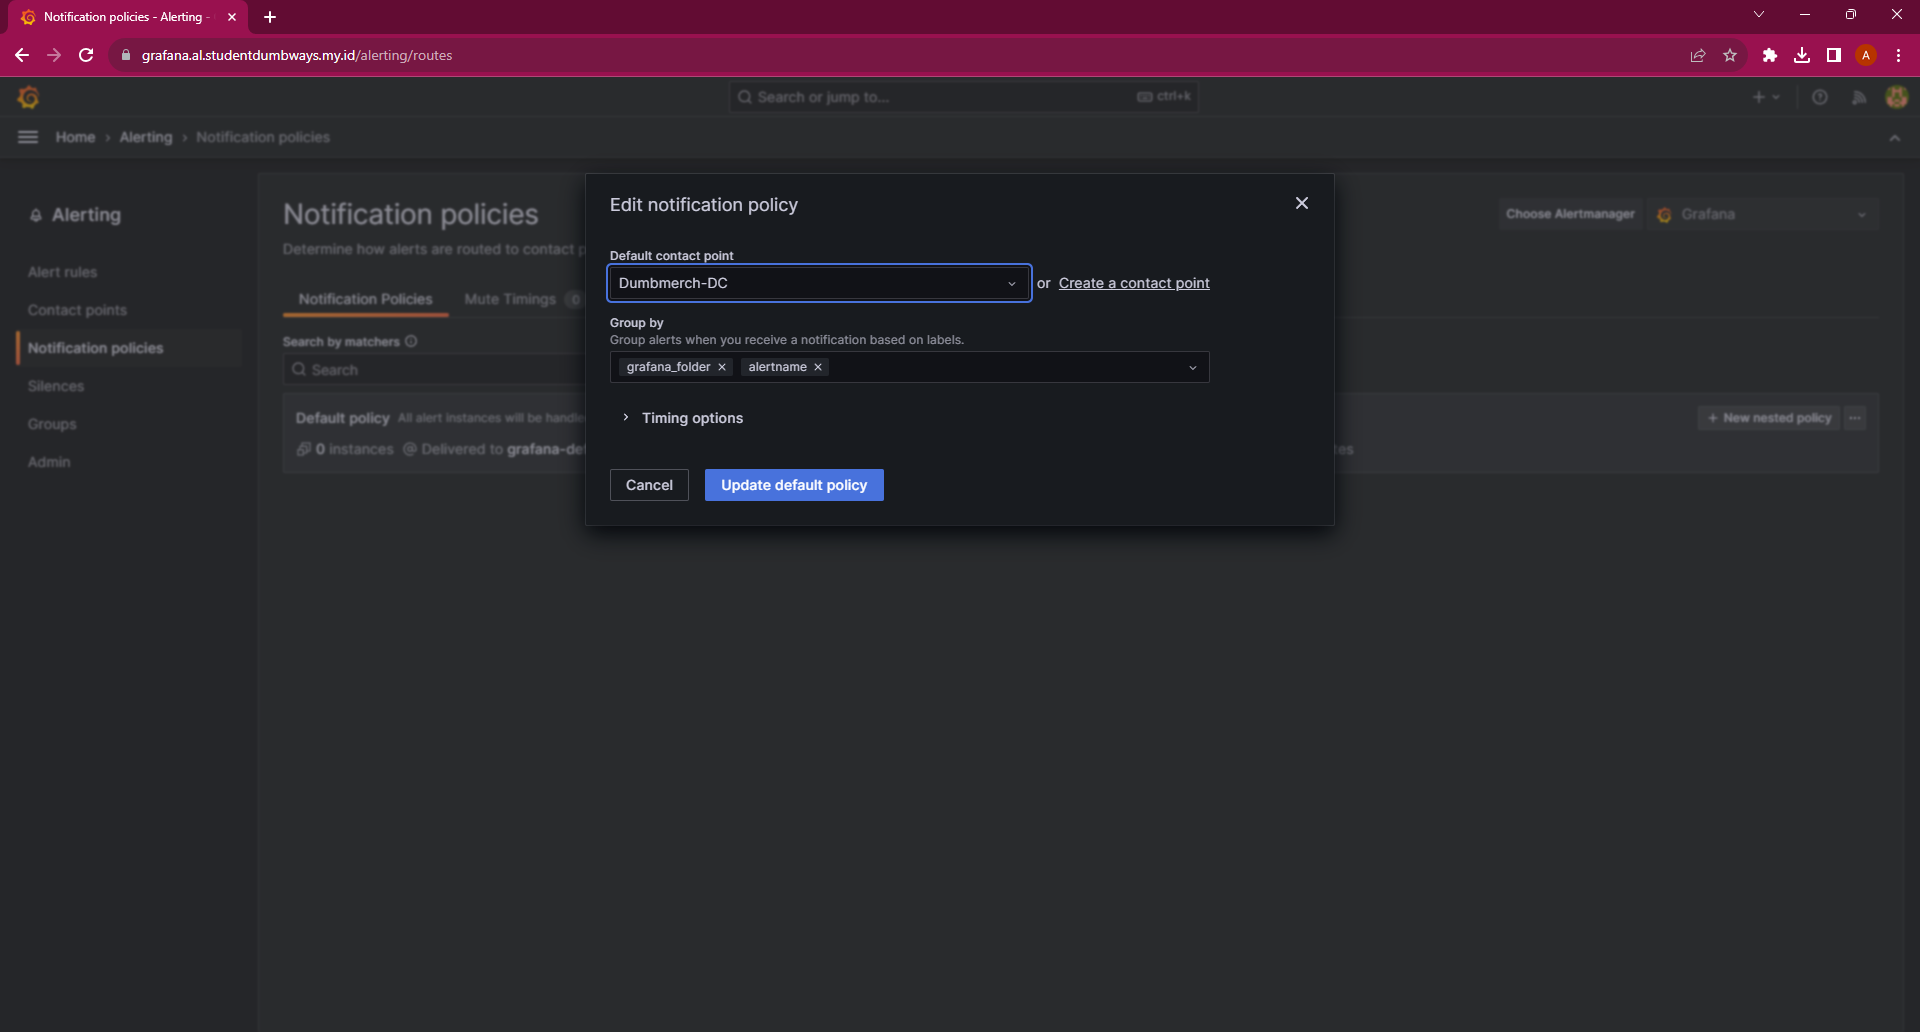 Notification policies - Alerting -
grafana.al.studentdumbways.my.id/alerting/routes
A
Search or jump to...
ctrl+k
Home › Alerting › Notification policies
Alerting
Alert rules
Contact points
Notification policies
Silences
Groups
Admin
Notification policies
Determine how alerts are routed to contact p
Choose Alertmanager
Grafana
Notification Policies
Mute Timings 0
Search by matchers
Search
Default policy All alert instances will be handle
0 instances Delivered to grafana-def
+ New nested policy
Edit notification policy
Default contact point
Dumbmerch-DC
or Create a contact point
Group by
Group alerts when you receive a notification based on labels.
grafana_folder
alertname
Timing options
Cancel
Update default policy